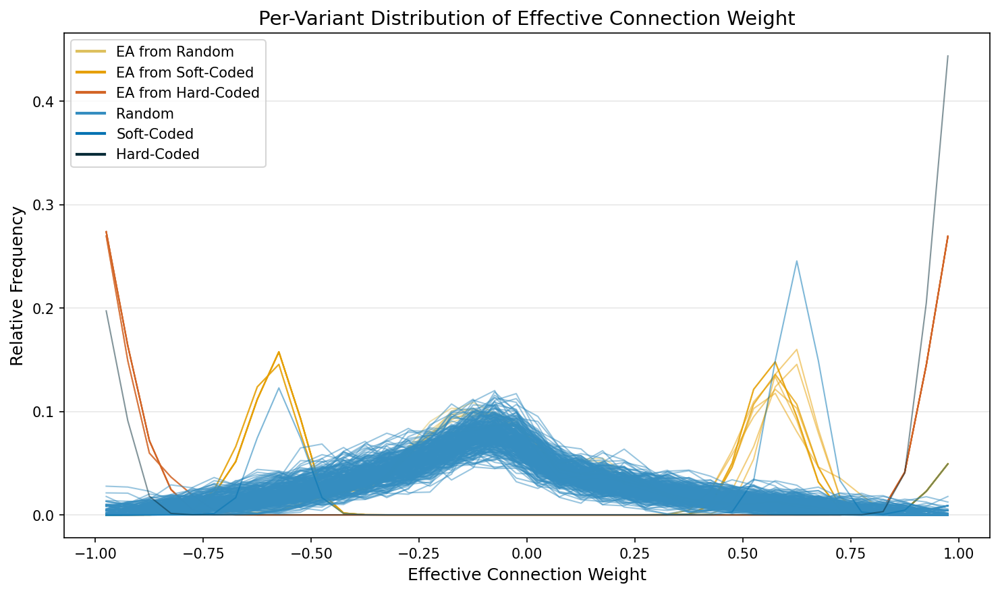 Per-Variant Distribution of Effective Connection Weight
EA from Random
EA from Soft-Coded
EA from Hard-Coded
Random
Soft-Coded
Hard-Coded
Relative Frequency
0.4
0.3
0.2
0.1
0.0
−1.00 −0.75 −0.50 −0.25 0.00 0.25 0.50 0.75 1.00
Effective Connection Weight